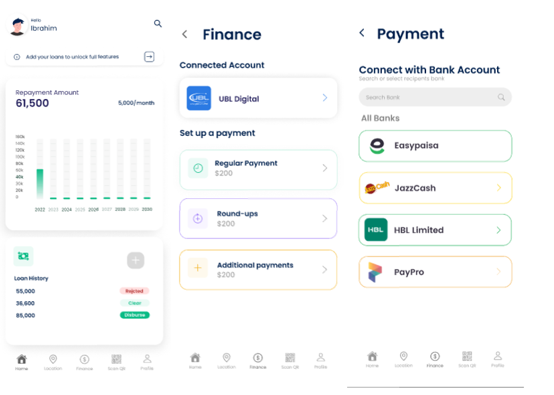 Hello
Ibrahim
Add your loans to unlock full features
Repayment Amount
61,500
5,000/month
160k
140k
120k
100k
80k
60k
40k
30k
20k
0
2022 2023 2024 2025 2026 2027 2028 2029 2030
Loan History
55,000 Rejected
36,600 Clean
85,000 Disburse
Home Location Finance Scan QR Profile
Finance
Connected Account
UBL
UBL Digital
Set up a payment
Regular Payment
$200
Round-ups
$200
Additional payments
$200
Home Location Finance Scan QR Profile
Payment
Connect with Bank Account
Search or select recipients Bank
Search Bank
All Banks
Easypaisa
JazzCash
JazzCash
HBL
HBL Limited
PayPro
Home Location Finance Scan QR Profile